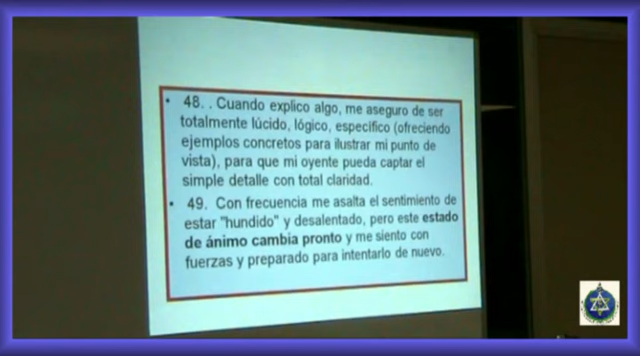 • 48. . Cuando explico algo, me aseguro de ser
totalmente lúcido, lógico, específico (ofreciendo
ejemplos concretos para ilustrar mi punto de
vista), para que mi oyente pueda captar el
simple detalle con total claridad.
• 49. Con frecuencia me asalta el sentimiento de
estar "hundido" y desalentado, pero este estado
de ánimo cambia pronto y me siento con
fuerzas y preparado para intentarlo de nuevo.